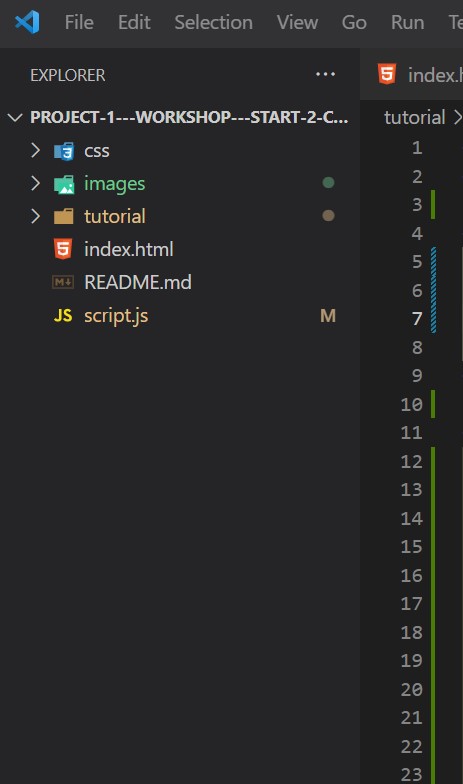 File Edit Selection View Go Run
EXPLORER ... index.h
PROJECT-1---WORKSHOP---START-2-C... tutorial >
css
images
tutorial
index.html
README.md
JS script.js M
1
2
3
4
5
6
7
8
9
10
11
12
13
14
15
16
17
18
19
20
21
22
23